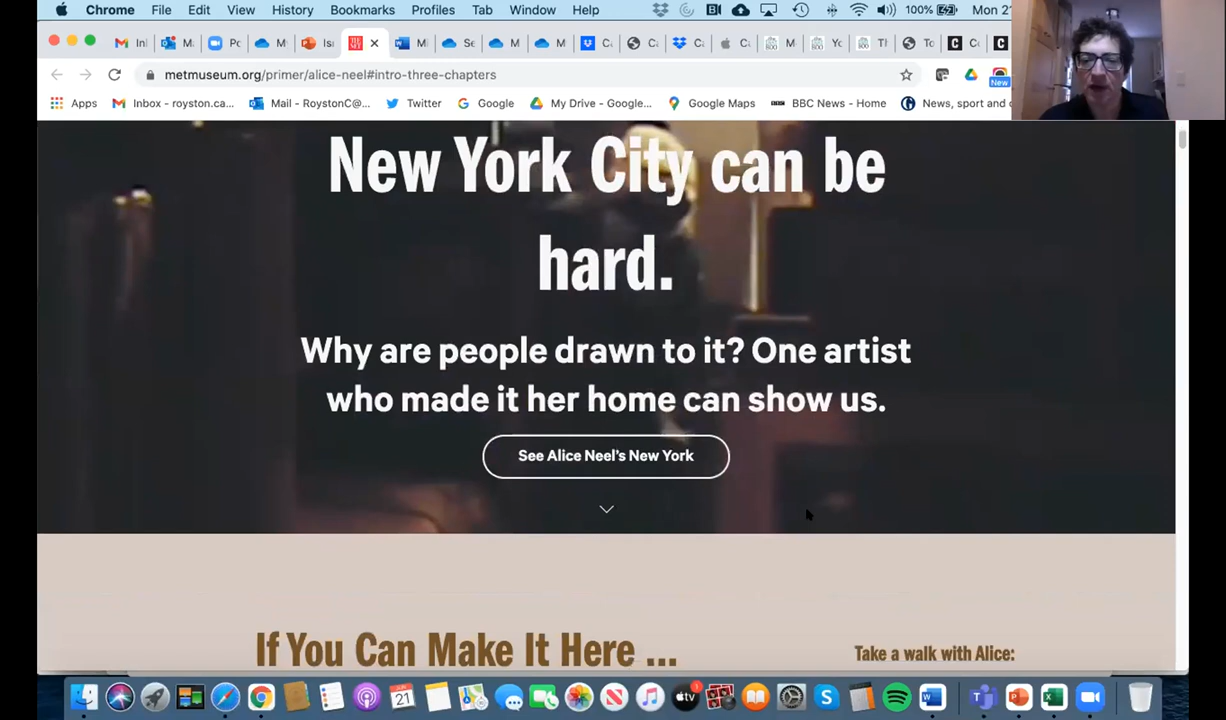 Chrome File Edit View History Bookmarks Profiles Tab Window Help 100% Mon 2
metmuseum.org/primer/alice-neel#intro-three-chapters
New
Apps Inbox - royston.ca... Mail - RoystonC@... Twitter Google My Drive - Google... Google Maps BBC News - Home News, sport and
New York City can be
hard.
Why are people drawn to it? One artist
who made it her home can show us.
See Alice Neel's New York
If You Can Make It Here ...
Take a walk with Alice: